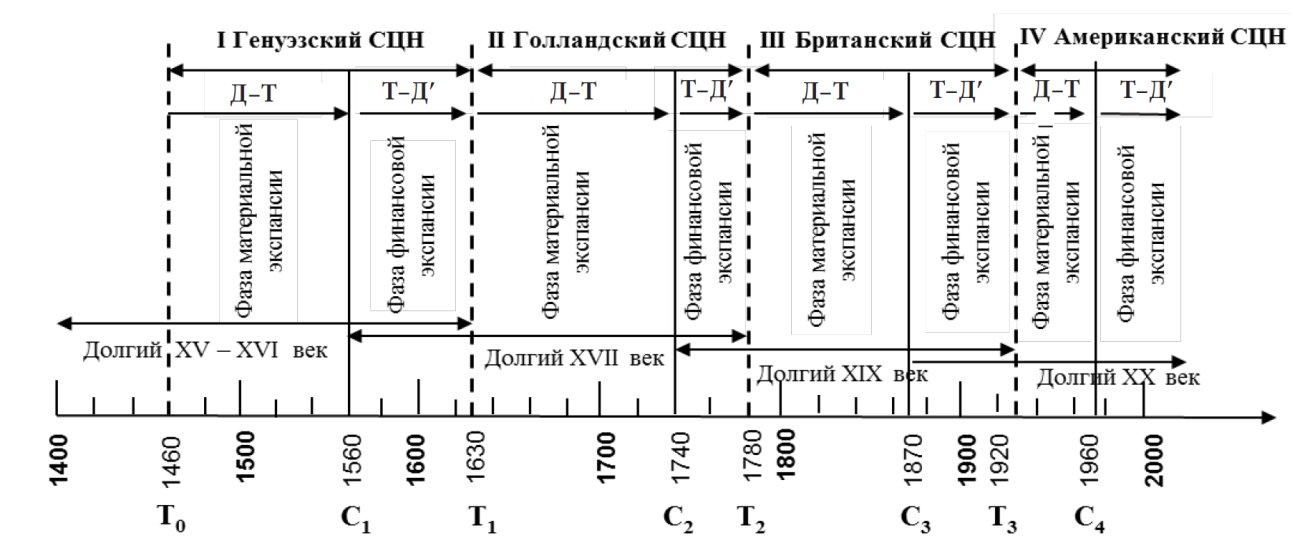 I Генуэзский СЦН
II Голландский СЦН
III Британский СЦН
IV Американский СЦН
Д–Т
Т–Д′
Д–Т
Т–Д′
Д–Т
Т–Д′
Д–Т
Т–Д′
Фаза материальной
экспансии
Фаза финансовой
экспансии
Фаза материальной
экспансии
Фаза финансовой
экспансии
Фаза материальной
экспансии
Фаза финансовой
экспансии
Фаза материальной
экспансии
Фаза финансовой
экспансии
Долгий XV – XVI век
Долгий XVII век
Долгий XIX век
Долгий XX век
1400
1460
1500
1560
1600
1630
1700
1740
1780
1800
1870
1900
1920
1960
2000
T0
C1
T1
C2
T2
C3
T3
C4